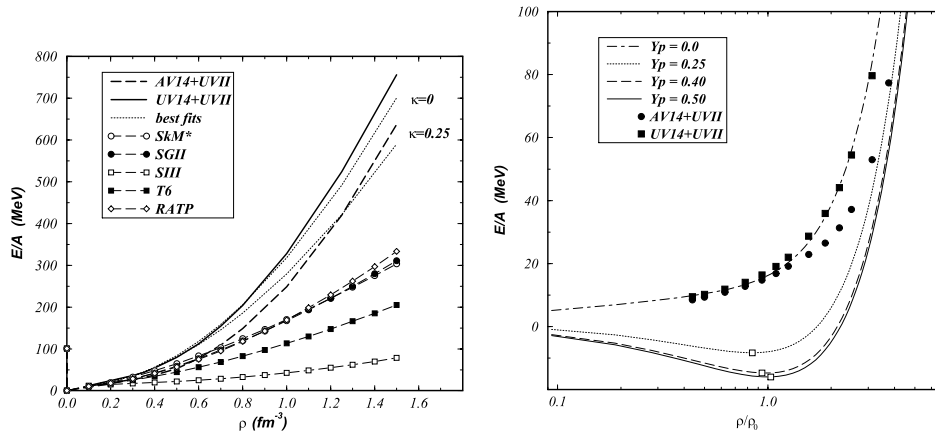 800
700
600
500
400
300
200
100
0
E/A (MeV)
AV14+UVII
UV14+UVII
best fits
SkM*
SGII
SIII
T6
RATP
κ=0
κ=0.25
0.0 0.2 0.4 0.6 0.8 1.0 1.2 1.4 1.6
ρ (fm⁻³)
100
80
60
40
20
0
E/A (MeV)
Yp = 0.0
Yp = 0.25
Yp = 0.40
Yp = 0.50
AV14+UVII
UV14+UVII
0.1 1.0
ρ/ρ₀